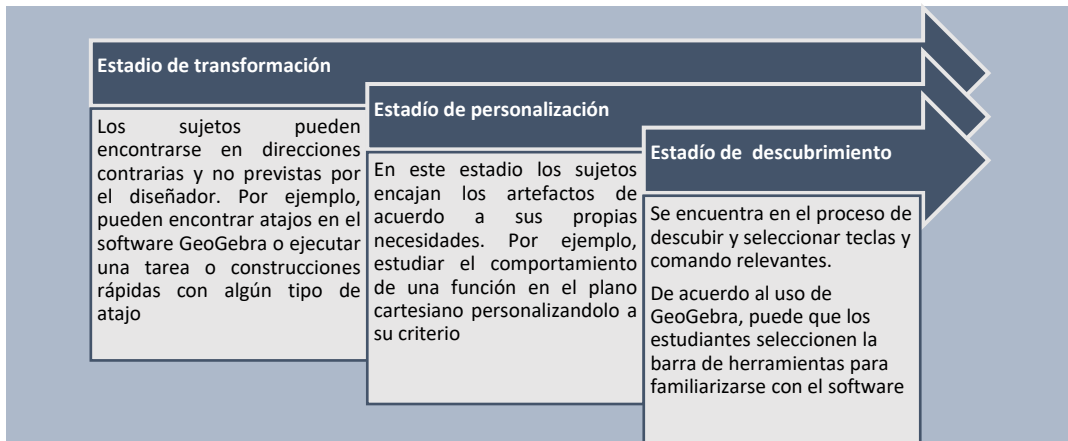 Estadio de transformación
Los sujetos pueden
encontrarse en direcciones
contrarias y no previstas por
el diseñador. Por ejemplo,
pueden encontrar atajos en el
software GeoGebra o ejecutar
una tarea o construcciones
rápidas con algún tipo de
atajo
Estadío de personalización
En este estadio los sujetos
encajan los artefactos de
acuerdo a sus propias
necesidades. Por ejemplo,
estudiar el comportamiento
de una función en el plano
cartesiano personalizandolo a
su criterio
Estadío de descubrimiento
Se encuentra en el proceso de
descubir y seleccionar teclas y
comando relevantes.
De acuerdo al uso de
GeoGebra, puede que los
estudiantes seleccionen la
barra de herramientas para
familiarizarse con el software